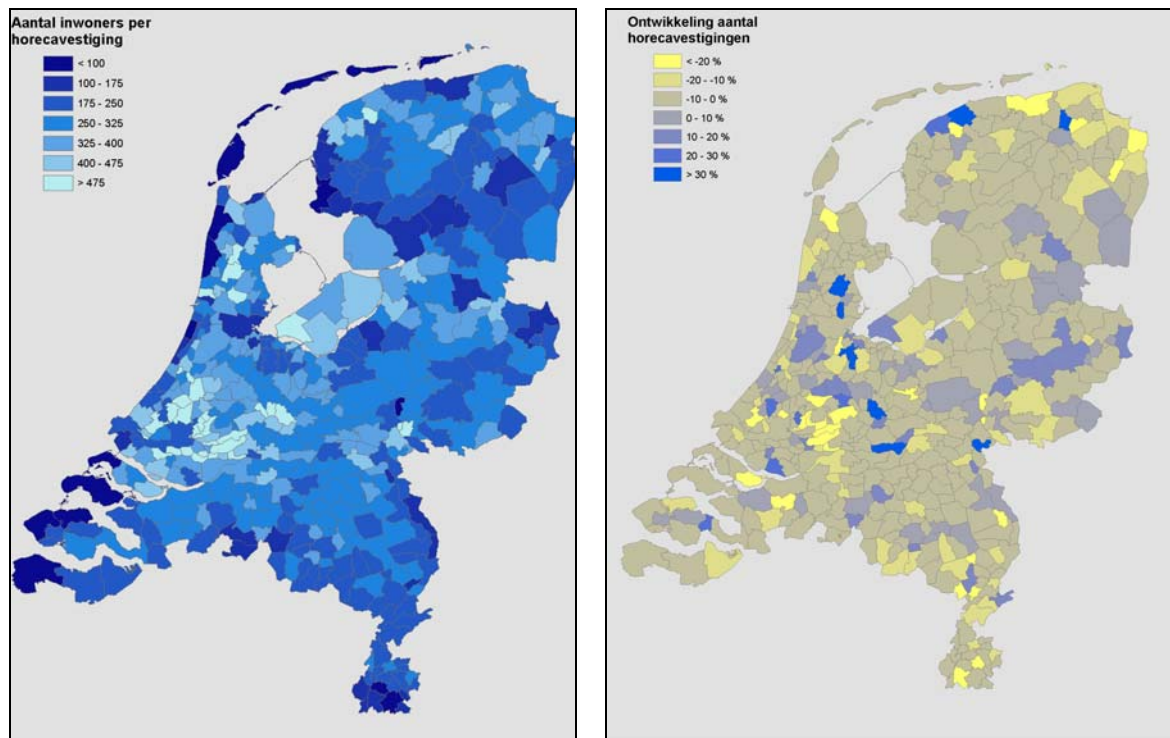 Aantal inwoners per
horecavestiging
< 100
100 - 175
175 - 250
250 - 325
325 - 400
400 - 475
> 475
Ontwikkeling aantal
horecavestigingen
< -20 %
-20 - -10 %
-10 - 0 %
0 - 10 %
10 - 20 %
20 - 30 %
> 30 %